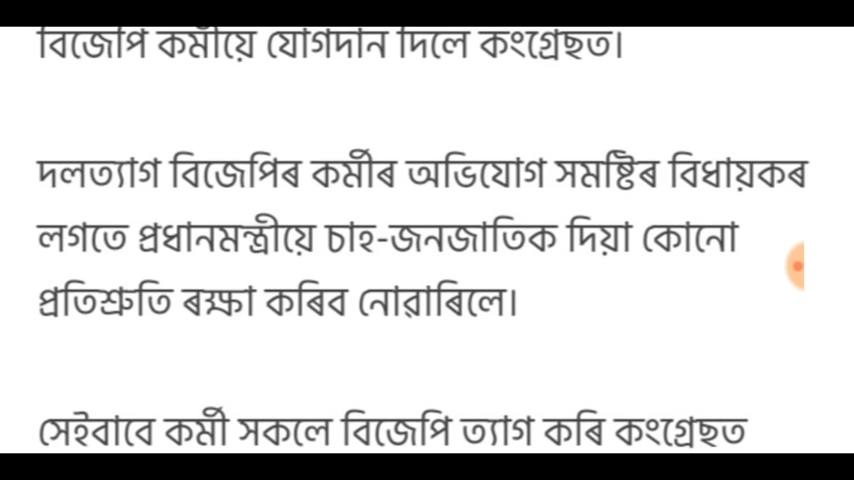 বিজেপি কৰ্মীয়ে যোগদান দিলে কংগ্ৰেছত।
দলত্যাগ বিজেপিৰ কৰ্মীৰ অভিযোগ সমষ্টিৰ বিধায়কৰ
লগতে প্ৰধানমন্ত্ৰীয়ে চাহ-জনজাতিক দিয়া কোনো
প্ৰতিশ্ৰুতি ৰক্ষা কৰিব নোৱাৰিলে।
সেইবাবে কৰ্মী সকলে বিজেপি ত্যাগ কৰি কংগ্ৰেছত